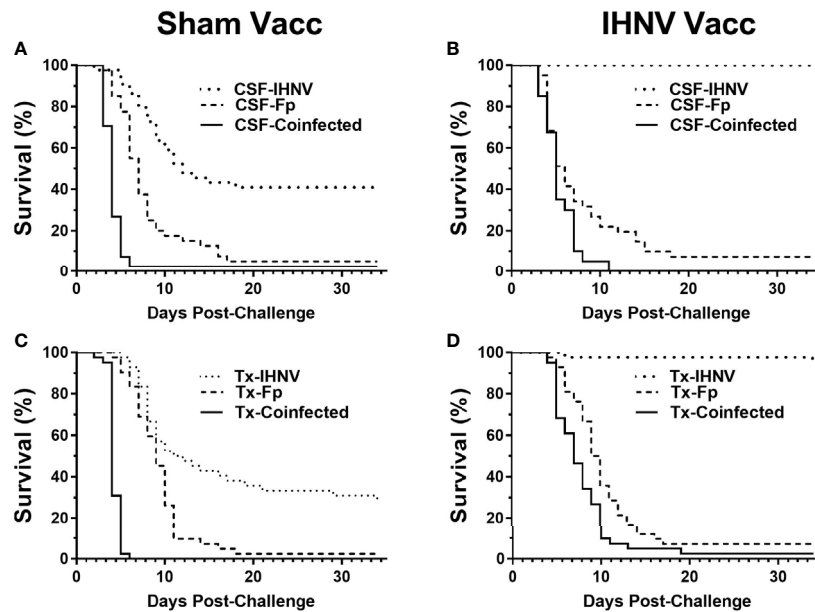 Sham Vacc
IHNV Vacc
A
100
80
60
40
20
0
Survival (%)
CSF-IHNV
CSF-Fp
CSF-Coinfected
0
10
20
30
Days Post-Challenge
B
100
80
60
40
20
0
Survival (%)
CSF-IHNV
CSF-Fp
CSF-Coinfected
0
10
20
30
Days Post-Challenge
C
100
80
60
40
20
0
Survival (%)
Tx-IHNV
Tx-Fp
Tx-Coinfected
0
10
20
30
Days Post-Challenge
D
100
80
60
40
20
0
Survival (%)
Tx-IHNV
Tx-Fp
Tx-Coinfected
0
10
20
30
Days Post-Challenge